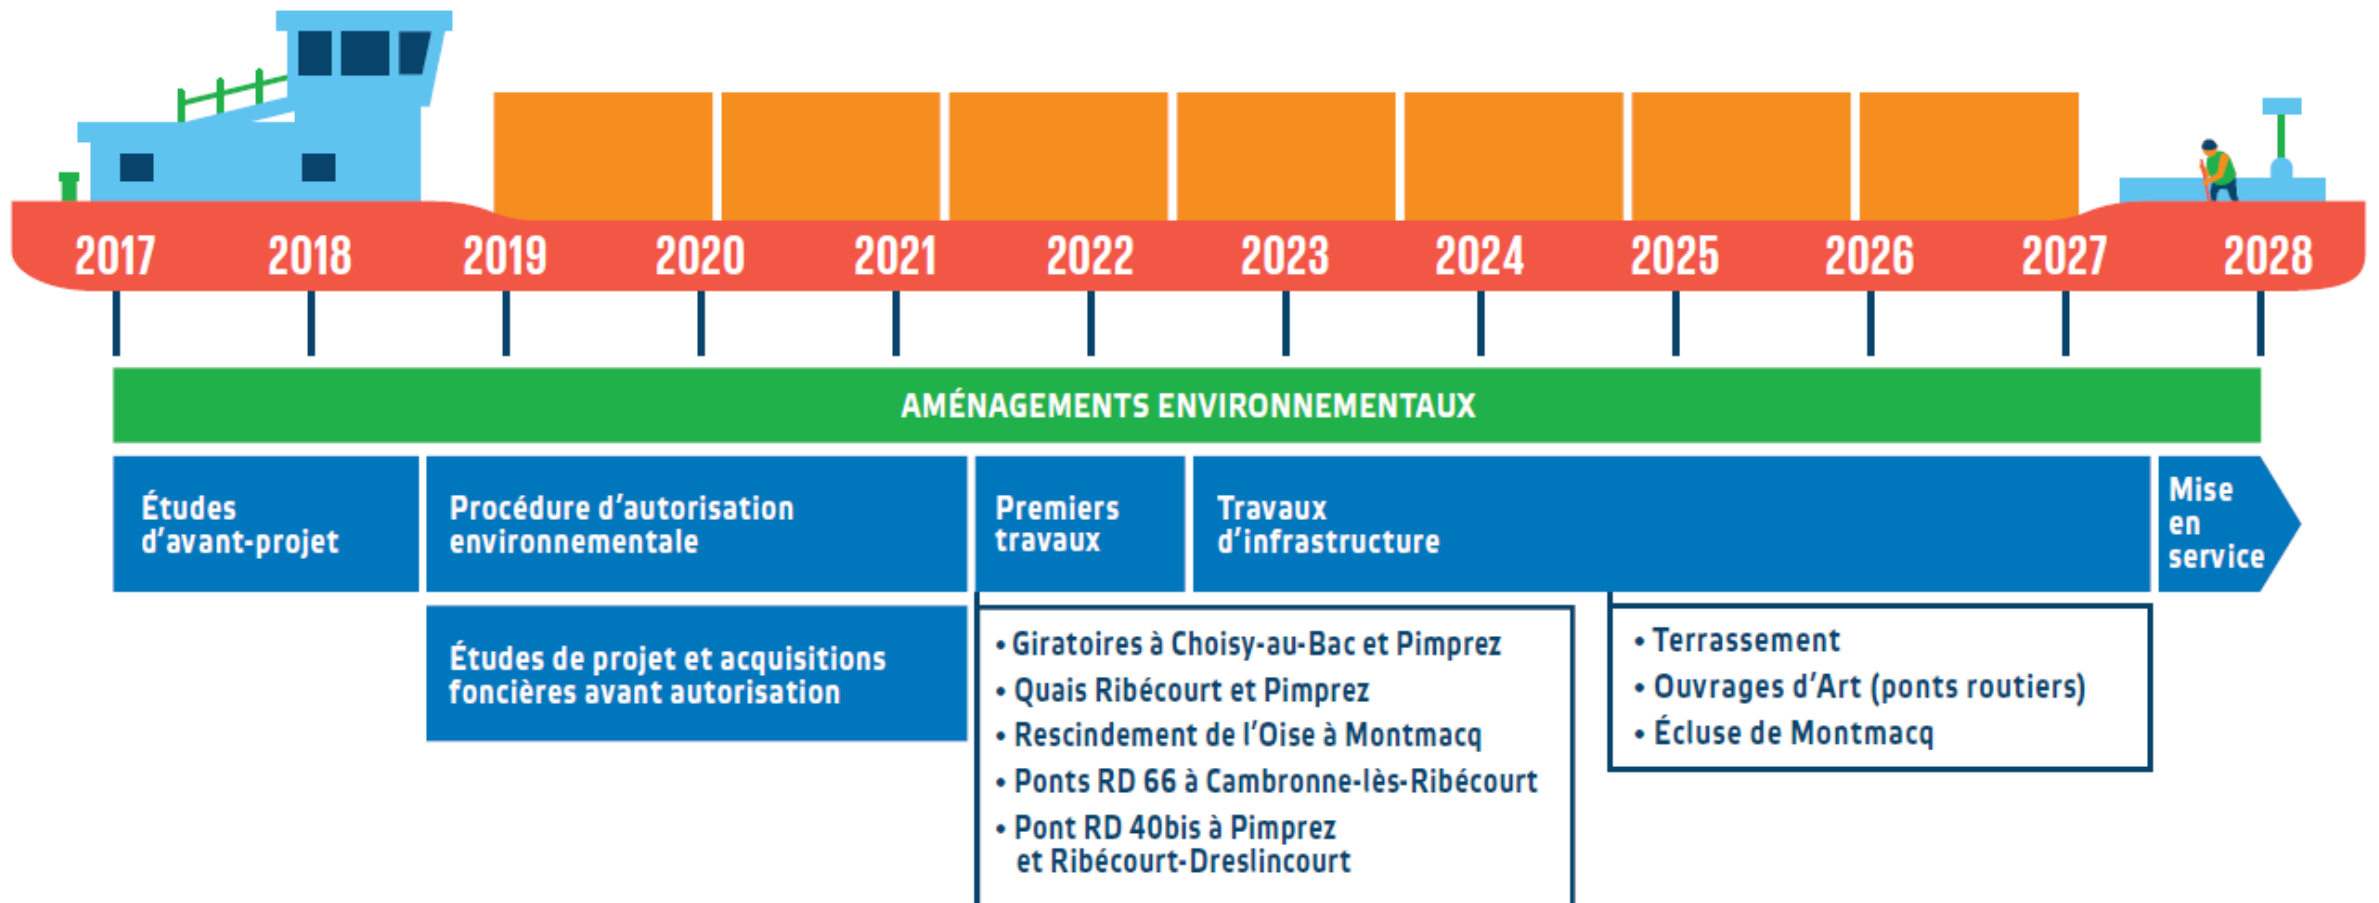 2017 2018 2019 2020 2021 2022 2023 2024 2025 2026 2027 2028
AMÉNAGEMENTS ENVIRONNEMENTAUX
Études
d'avant-projet
Procédure d'autorisation
environnementale
Premiers
travaux
Travaux
d'infrastructure
Mise
en
service
Études de projet et acquisitions
foncières avant autorisation
• Giratoires à Choisy-au-Bac et Pimprez
• Quais Ribécourt et Pimprez
• Rescindement de l'Oise à Montmacq
• Ponts RD 66 à Cambronne-lès-Ribécourt
• Pont RD 40bis à Pimprez
et Ribécourt-Dreslincourt
• Terrassement
• Ouvrages d'Art (ponts routiers)
• Écluse de Montmacq